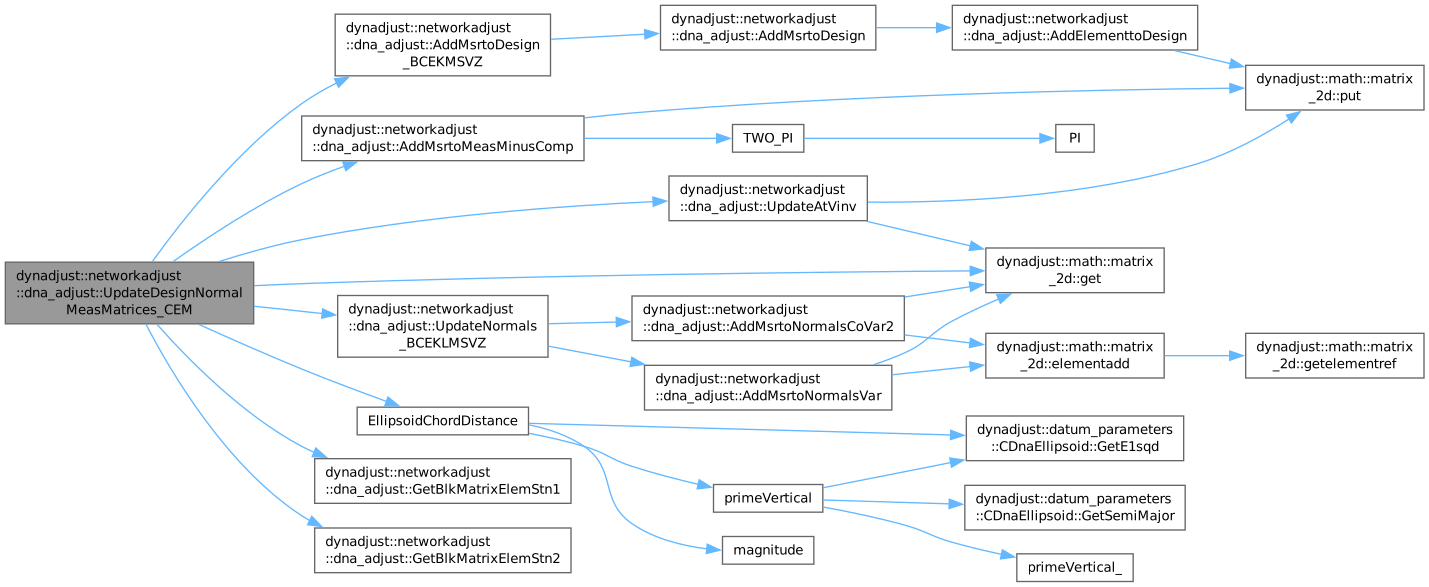 dynadjust::networkadjust
::dna_adjust::UpdateDesignNormal
MeasMatrices_CEM
dynadjust::networkadjust
::dna_adjust::AddMsrtoDesign
_BCEKMSVZ
dynadjust::networkadjust
::dna_adjust::AddMsrtoDesign
dynadjust::networkadjust
::dna_adjust::AddElementtoDesign
dynadjust::math::matrix
_2d::put
dynadjust::networkadjust
::dna_adjust::AddMsrtoMeasMinusComp
TWO_PI
PI
dynadjust::networkadjust
::dna_adjust::UpdateAtVinv
dynadjust::math::matrix
_2d::get
dynadjust::networkadjust
::dna_adjust::UpdateNormals
_BCEKLMSVZ
dynadjust::networkadjust
::dna_adjust::AddMsrtoNormalsCoVar2
dynadjust::networkadjust
::dna_adjust::AddMsrtoNormalsVar
dynadjust::math::matrix
_2d::elementadd
dynadjust::math::matrix
_2d::getelementref
EllipsoidChordDistance
dynadjust::datum_parameters
::CDnaEllipsoid::GetE1sqd
primeVertical
dynadjust::datum_parameters
::CDnaEllipsoid::GetSemiMajor
primeVertical_
magnitude
dynadjust::networkadjust
::dna_adjust::GetBlkMatrixElemStn1
dynadjust::networkadjust
::dna_adjust::GetBlkMatrixElemStn2